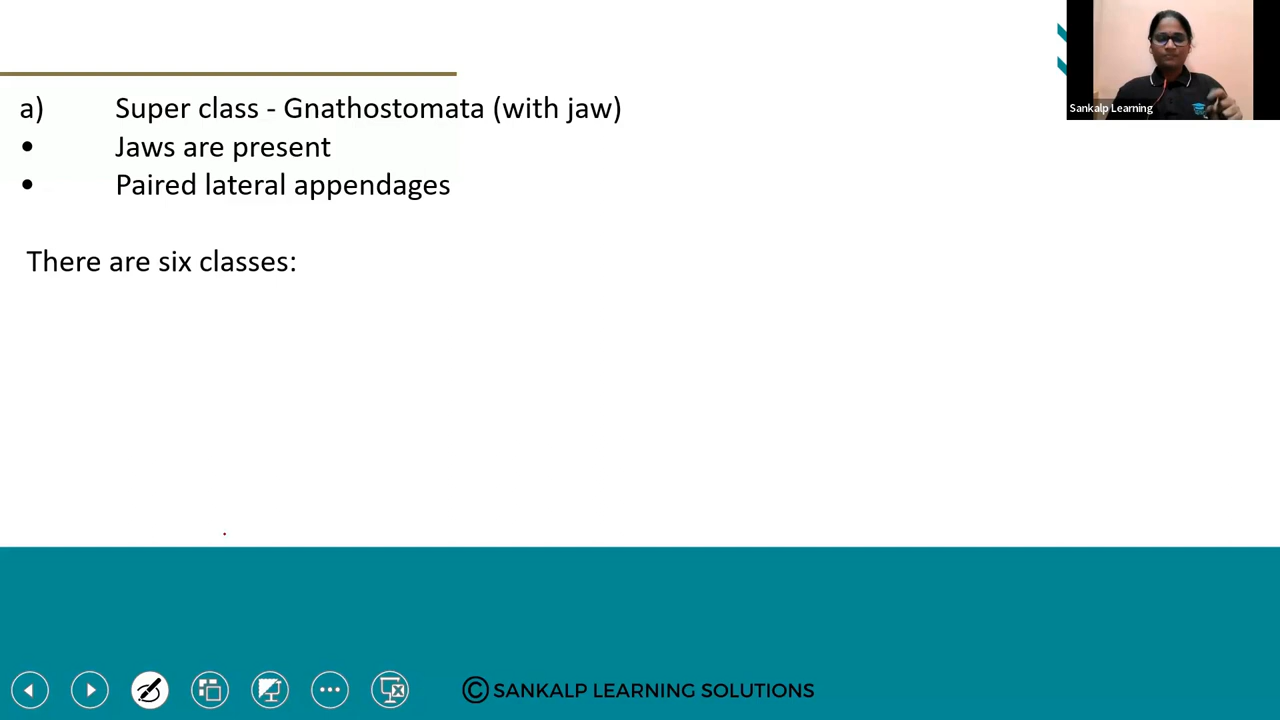 a) Super class - Gnathostomata (with jaw)
• Jaws are present
• Paired lateral appendages
There are six classes:
Sankalp Learning
© SANKALP LEARNING SOLUTIONS